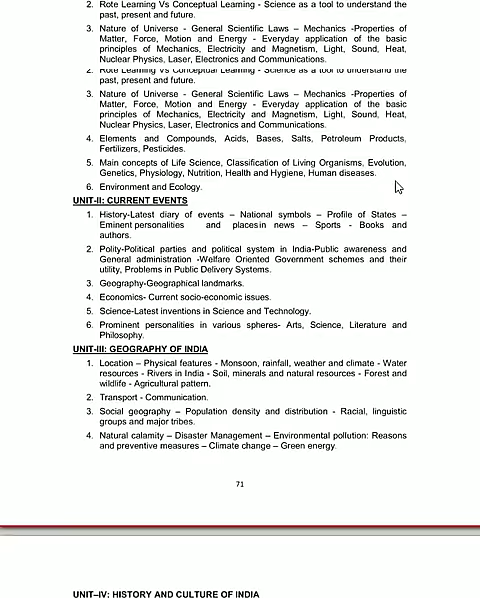 2. Rote Learning Vs Conceptual Learning - Science as a tool to understand the
past, present and future.
3. Nature of Universe - General Scientific Laws – Mechanics -Properties of
Matter, Force, Motion and Energy - Everyday application of the basic
principles of Mechanics, Electricity and Magnetism, Light, Sound, Heat,
Nuclear Physics, Laser, Electronics and Communications.
2. Rote Learning Vs Conceptual Learning - Science as a tool to understand the
past, present and future.
3. Nature of Universe - General Scientific Laws – Mechanics -Properties of
Matter, Force, Motion and Energy - Everyday application of the basic
principles of Mechanics, Electricity and Magnetism, Light, Sound, Heat,
Nuclear Physics, Laser, Electronics and Communications.
4. Elements and Compounds, Acids, Bases, Salts, Petroleum Products,
Fertilizers, Pesticides.
5. Main concepts of Life Science, Classification of Living Organisms, Evolution,
Genetics, Physiology, Nutrition, Health and Hygiene, Human diseases.
6. Environment and Ecology.
UNIT-II: CURRENT EVENTS
1. History-Latest diary of events – National symbols – Profile of States –
Eminent personalities and placesin news – Sports - Books and
authors.
2. Polity-Political parties and political system in India-Public awareness and
General administration -Welfare Oriented Government schemes and their
utility, Problems in Public Delivery Systems.
3. Geography-Geographical landmarks.
4. Economics- Current socio-economic issues.
5. Science-Latest inventions in Science and Technology.
6. Prominent personalities in various spheres- Arts, Science, Literature and
Philosophy.
UNIT-III: GEOGRAPHY OF INDIA
1. Location – Physical features - Monsoon, rainfall, weather and climate - Water
resources - Rivers in India - Soil, minerals and natural resources - Forest and
wildlife - Agricultural pattern.
2. Transport - Communication.
3. Social geography – Population density and distribution - Racial, linguistic
groups and major tribes.
4. Natural calamity – Disaster Management – Environmental pollution: Reasons
and preventive measures – Climate change – Green energy.
71
UNIT–IV: HISTORY AND CULTURE OF INDIA